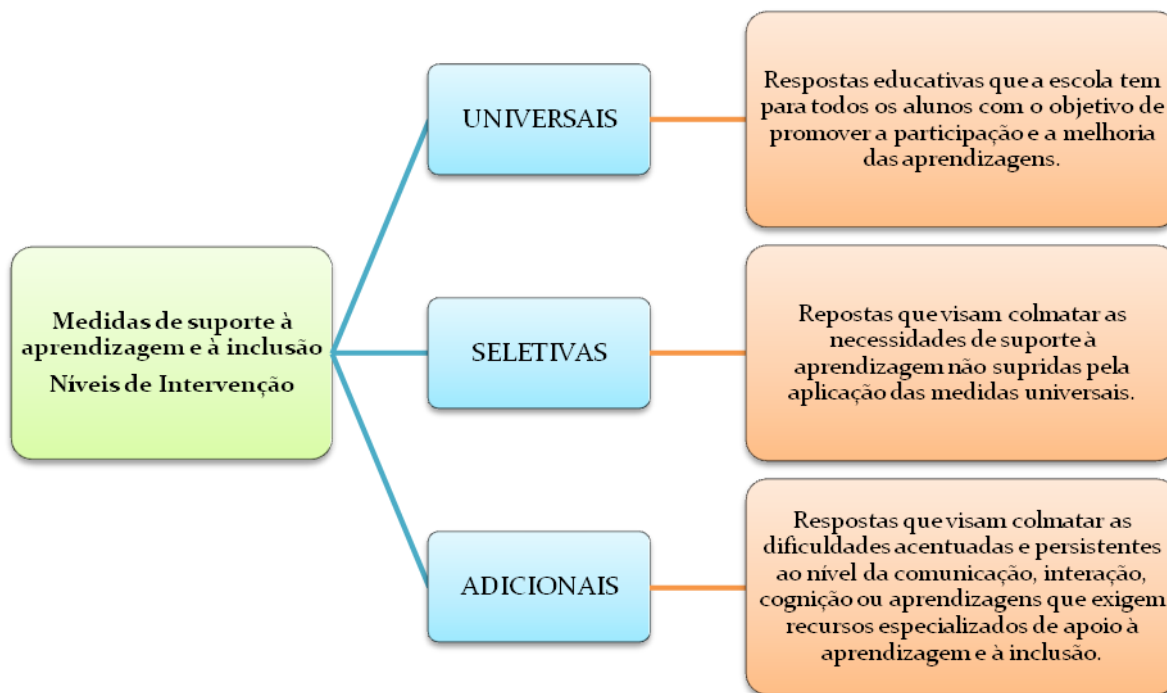 Medidas de suporte à
aprendizagem e à inclusão
Níveis de Intervenção
UNIVERSAIS
Respostas educativas que a escola tem
para todos os alunos com o objetivo de
promover a participação e a melhoria
das aprendizagens.
SELETIVAS
Repostas que visam colmatar as
necessidades de suporte à
aprendizagem não supridas pela
aplicação das medidas universais.
ADICIONAIS
Respostas que visam colmatar as
dificuldades acentuadas e persistentes
ao nível da comunicação, interação,
cognição ou aprendizagens que exigem
recursos especializados de apoio à
aprendizagem e à inclusão.